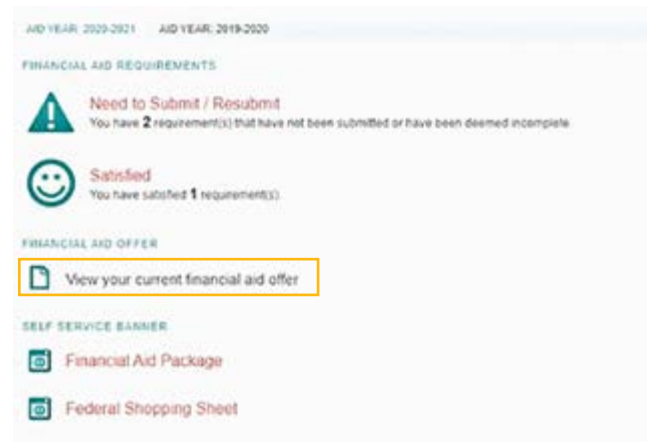 AID YEAR: 2020-2021 AID YEAR: 2019-2020
FINANCIAL AID REQUIREMENTS
Need to Submit / Resubmit
You have 2 requirement(s) that have not been submitted or have been deemed incomplete.
Satisfied
You have satisfied 1 requirement(s).
FINANCIAL AID OFFER
View your current financial aid offer
SELF SERVICE BANNER
Financial Aid Package
Federal Shopping Sheet